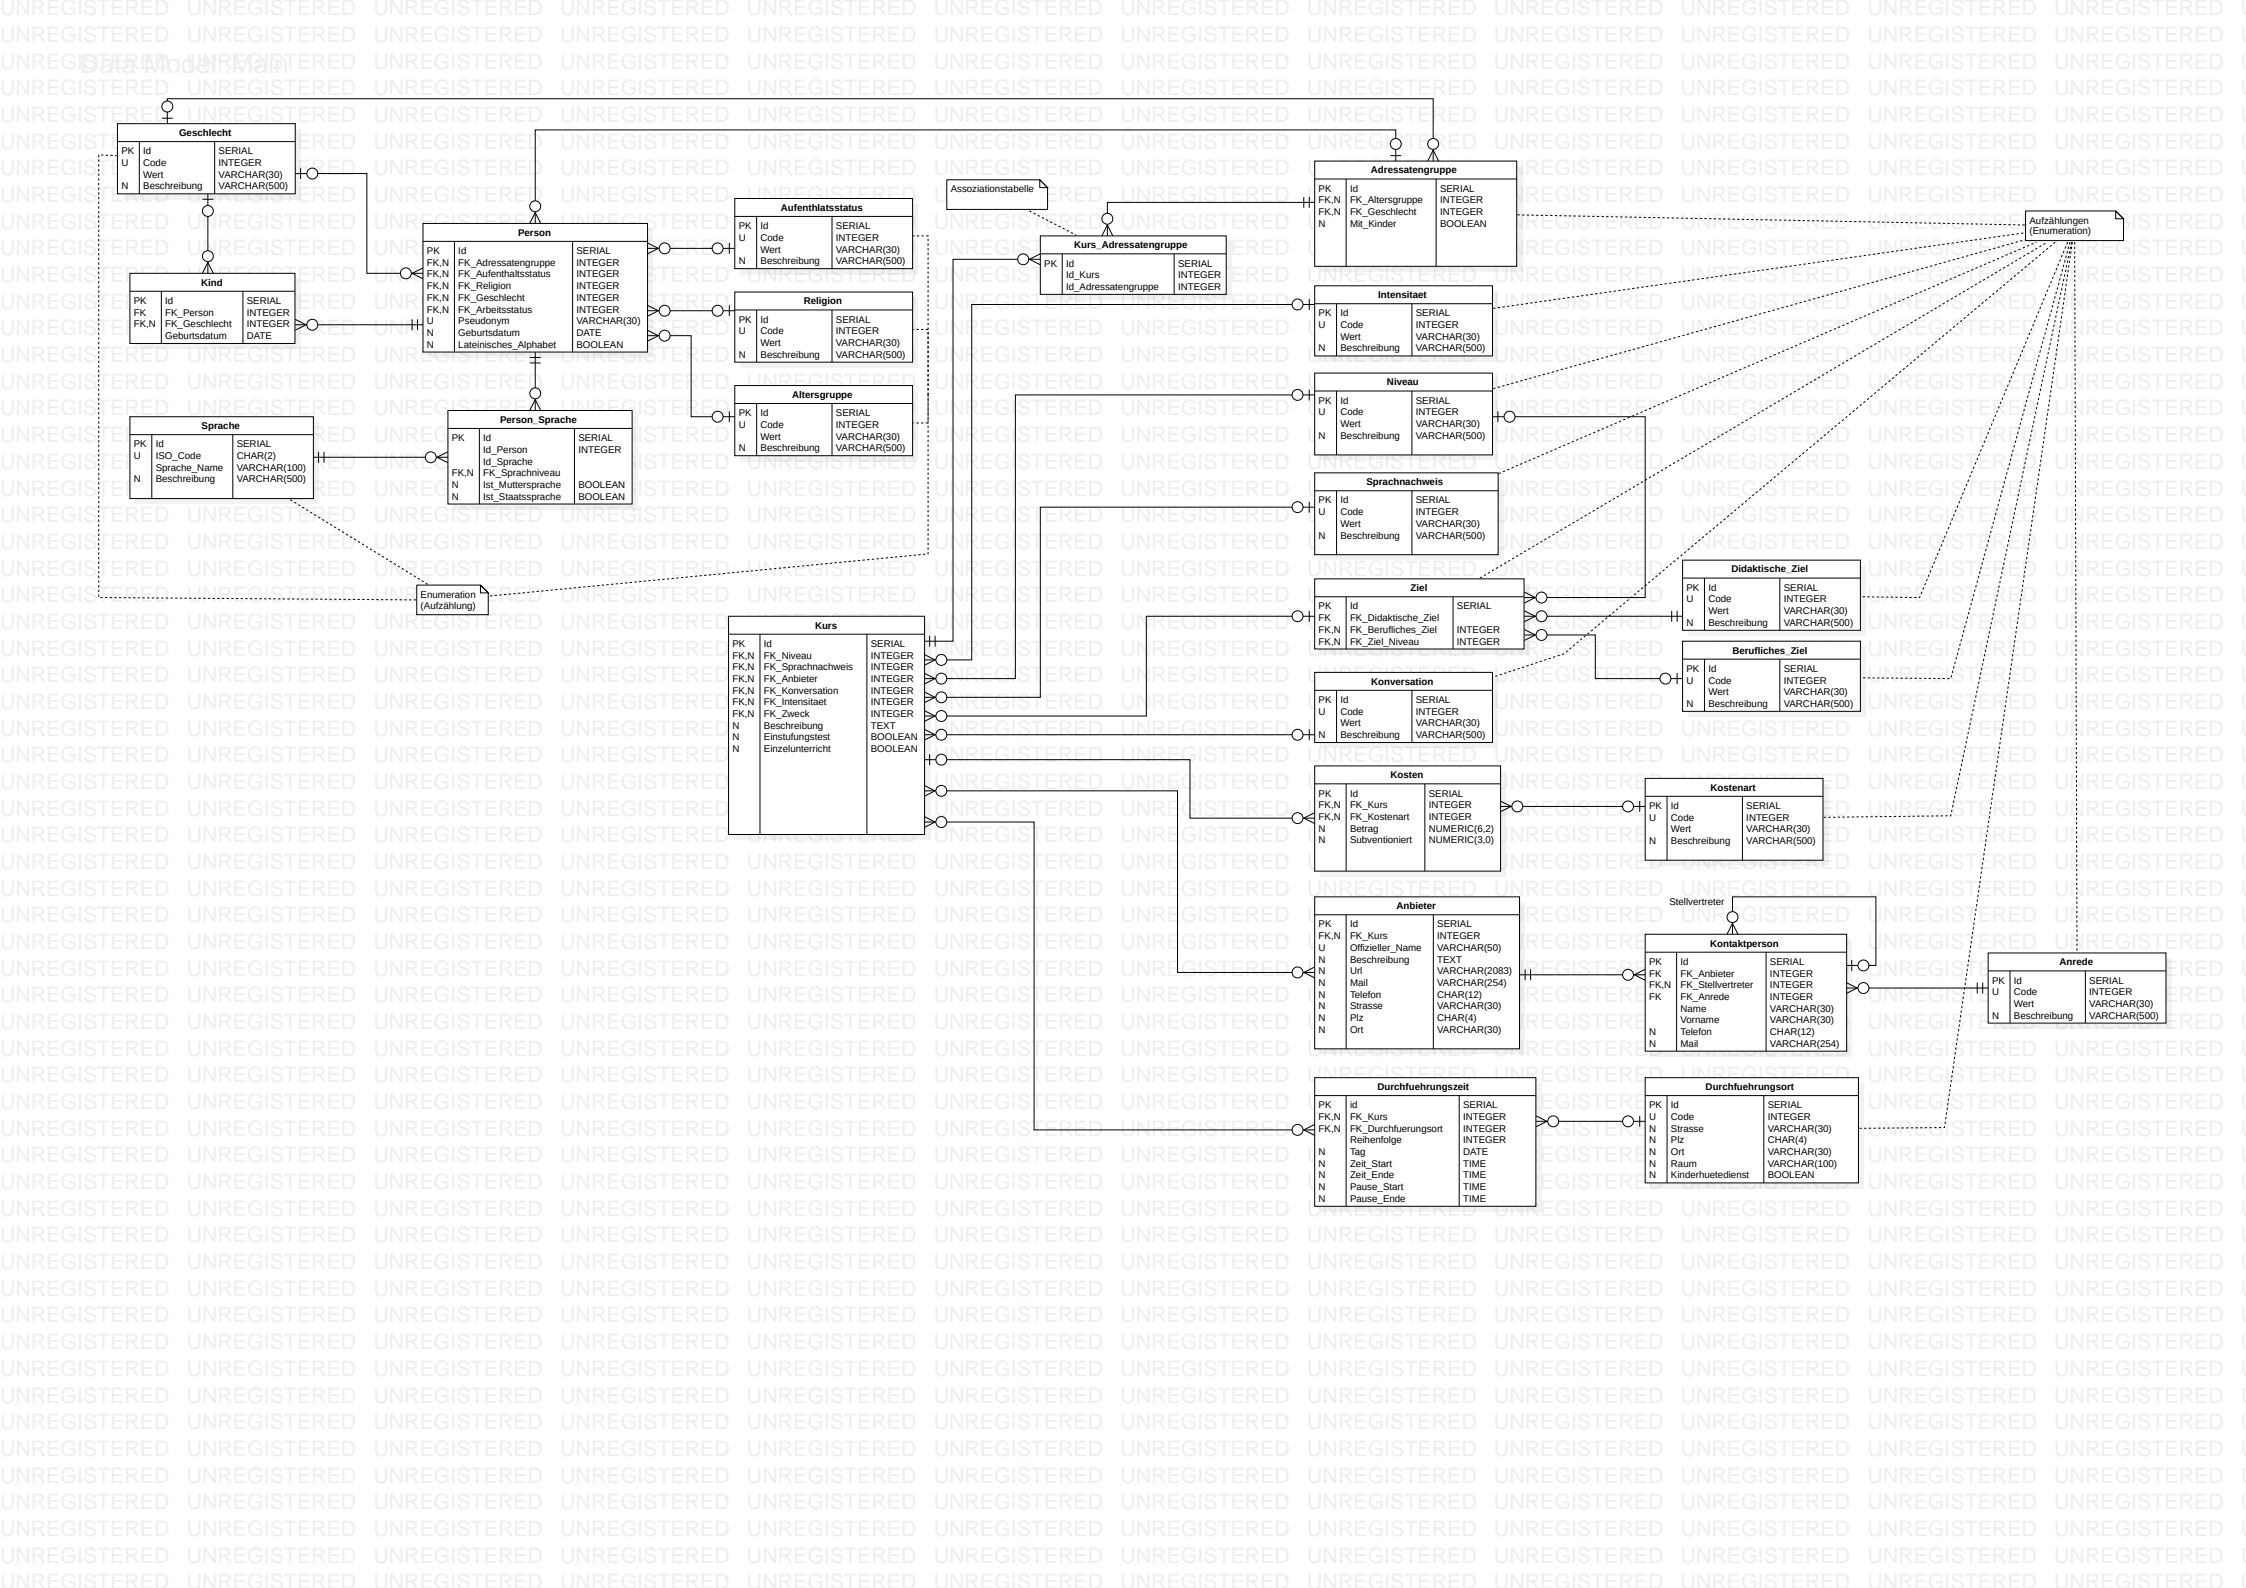 Data Model::Main
Geschlecht
PK Id SERIAL
U Code INTEGER
Wert VARCHAR(30)
N Beschreibung VARCHAR(500)
Kind
PK Id SERIAL
FK FK_Person INTEGER
FK,N FK_Geschlecht INTEGER
Geburtsdatum DATE
Sprache
PK Id SERIAL
U ISO_Code CHAR(2)
Sprache_Name VARCHAR(100)
N Beschreibung VARCHAR(500)
Person
PK Id SERIAL
FK,N FK_Adressatengruppe INTEGER
FK,N FK_Aufenthaltsstatus INTEGER
FK,N FK_Religion INTEGER
FK,N FK_Geschlecht INTEGER
FK,N FK_Arbeitsstatus INTEGER
U Pseudonym VARCHAR(30)
N Geburtsdatum DATE
N Lateinisches_Alphabet BOOLEAN
Person_Sprache
PK Id SERIAL
Id_Person INTEGER
Id_Sprache
FK,N FK_Sprachniveau
N Ist_Muttersprache BOOLEAN
N Ist_Staatssprache BOOLEAN
Enumeration
(Aufzählung)
Aufenthlatsstatus
PK Id SERIAL
U Code INTEGER
Wert VARCHAR(30)
N Beschreibung VARCHAR(500)
Religion
PK Id SERIAL
U Code INTEGER
Wert VARCHAR(30)
N Beschreibung VARCHAR(500)
Altersgruppe
PK Id SERIAL
U Code INTEGER
Wert VARCHAR(30)
N Beschreibung VARCHAR(500)
Kurs
PK Id SERIAL
FK,N FK_Niveau INTEGER
FK,N FK_Sprachnachweis INTEGER
FK,N FK_Anbieter INTEGER
FK,N FK_Konversation INTEGER
FK,N FK_Intensitaet INTEGER
FK,N FK_Zweck INTEGER
N Beschreibung TEXT
N Einstufungstest BOOLEAN
N Einzelunterricht BOOLEAN
Assoziationstabelle
Kurs_Adressatengruppe
PK Id SERIAL
Id_Kurs INTEGER
Id_Adressatengruppe INTEGER
Adressatengruppe
PK Id SERIAL
FK,N FK_Altersgruppe INTEGER
FK,N FK_Geschlecht INTEGER
N Mit_Kinder BOOLEAN
Intensitaet
PK Id SERIAL
U Code INTEGER
Wert VARCHAR(30)
N Beschreibung VARCHAR(500)
Niveau
PK Id SERIAL
U Code INTEGER
Wert VARCHAR(30)
N Beschreibung VARCHAR(500)
Sprachnachweis
PK Id SERIAL
U Code INTEGER
Wert VARCHAR(30)
N Beschreibung VARCHAR(500)
Ziel
PK Id SERIAL
FK FK_Didaktische_Ziel
FK,N FK_Berufliches_Ziel INTEGER
FK,N FK_Ziel_Niveau INTEGER
Konversation
PK Id SERIAL
U Code INTEGER
Wert VARCHAR(30)
N Beschreibung VARCHAR(500)
Kosten
PK Id SERIAL
FK,N FK_Kurs INTEGER
FK,N FK_Kostenart INTEGER
N Betrag NUMERIC(6,2)
N Subventioniert NUMERIC(3,0)
Anbieter
PK Id SERIAL
FK,N FK_Kurs INTEGER
U Offizieller_Name VARCHAR(50)
N Beschreibung TEXT
N Url VARCHAR(2083)
N Mail VARCHAR(254)
N Telefon CHAR(12)
N Strasse VARCHAR(30)
N Plz CHAR(4)
N Ort VARCHAR(30)
Durchfuehrungszeit
PK id SERIAL
FK,N FK_Kurs INTEGER
FK,N FK_Durchfuerungsort INTEGER
Reihenfolge INTEGER
N Tag DATE
N Zeit_Start TIME
N Zeit_Ende TIME
N Pause_Start TIME
N Pause_Ende TIME
Aufzählungen
(Enumeration)
Didaktische_Ziel
PK Id SERIAL
U Code INTEGER
Wert VARCHAR(30)
N Beschreibung VARCHAR(500)
Berufliches_Ziel
PK Id SERIAL
U Code INTEGER
Wert VARCHAR(30)
N Beschreibung VARCHAR(500)
Kostenart
PK Id SERIAL
U Code INTEGER
Wert VARCHAR(30)
N Beschreibung VARCHAR(500)
Stellvertreter
Kontaktperson
PK Id SERIAL
FK FK_Anbieter INTEGER
FK,N FK_Stellvertreter INTEGER
FK FK_Anrede INTEGER
Name VARCHAR(30)
Vorname VARCHAR(30)
N Telefon CHAR(12)
N Mail VARCHAR(254)
Anrede
PK Id SERIAL
U Code INTEGER
Wert VARCHAR(30)
N Beschreibung VARCHAR(500)
Durchfuehrungsort
PK Id SERIAL
U Code INTEGER
N Strasse VARCHAR(30)
N Plz CHAR(4)
N Ort VARCHAR(30)
N Raum VARCHAR(100)
N Kinderhuetedienst BOOLEAN
UNREGISTERED